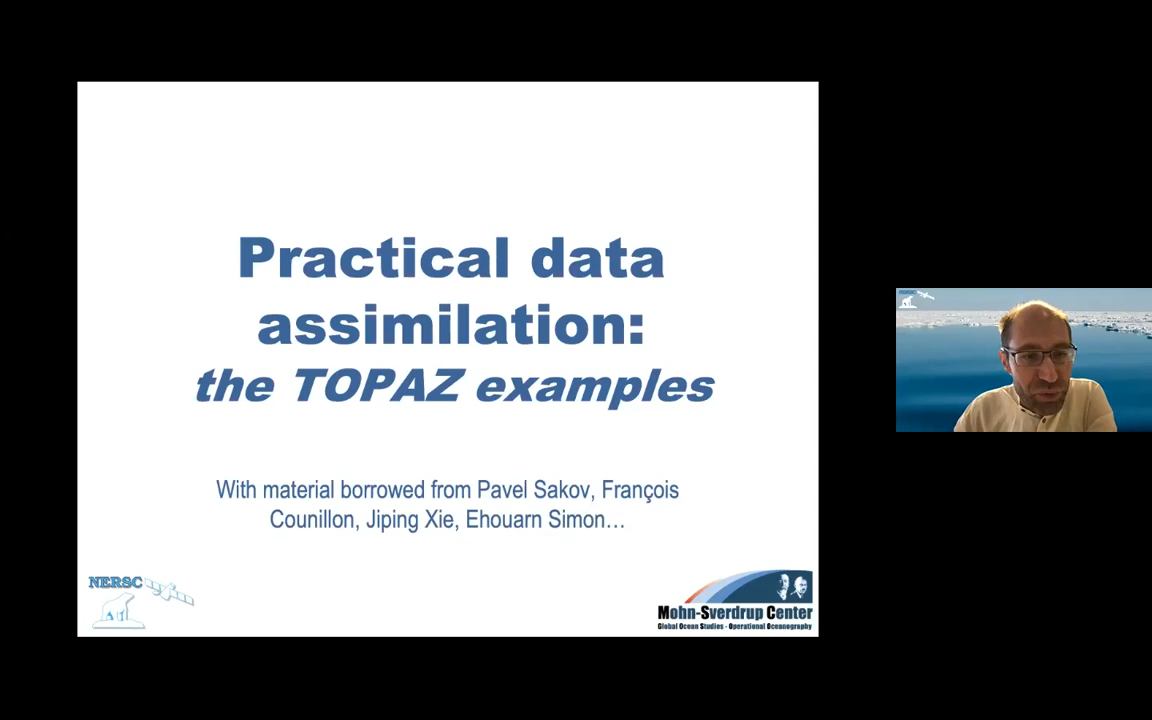 Practical data
assimilation:
the TOPAZ examples
With material borrowed from Pavel Sakov, François
Counillon, Jiping Xie, Ehouarn Simon…
NERSC
Mohn-Sverdrup Center
Global Ocean Studies - Operational Oceanography
NERSC